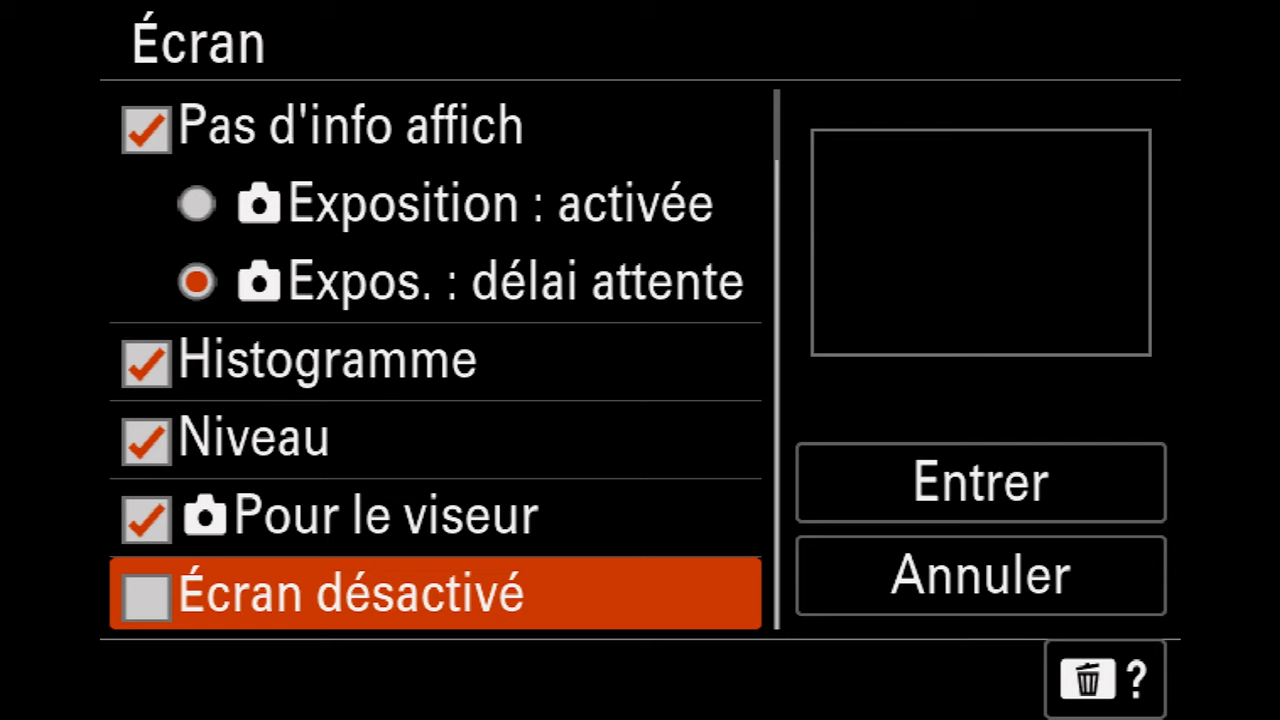 Écran
Pas d'info affich
Exposition : activée
Expos. : délai attente
Histogramme
Niveau
Pour le viseur
Écran désactivé
Entrer
Annuler
?